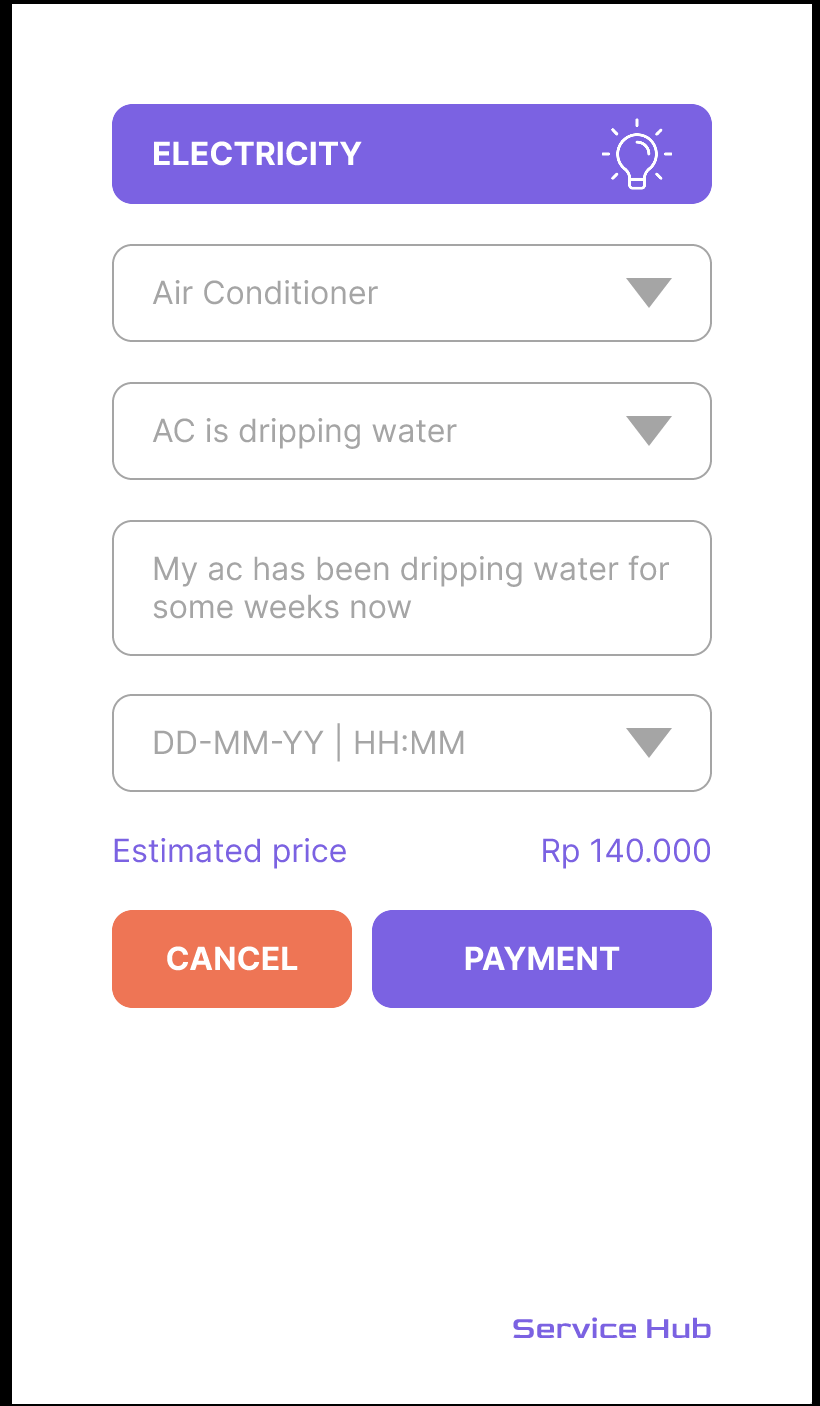 ELECTRICITY
Air Conditioner
AC is dripping water
My ac has been dripping water for
some weeks now
DD-MM-YY | HH:MM
Estimated price Rp 140.000
CANCEL PAYMENT
Service Hub